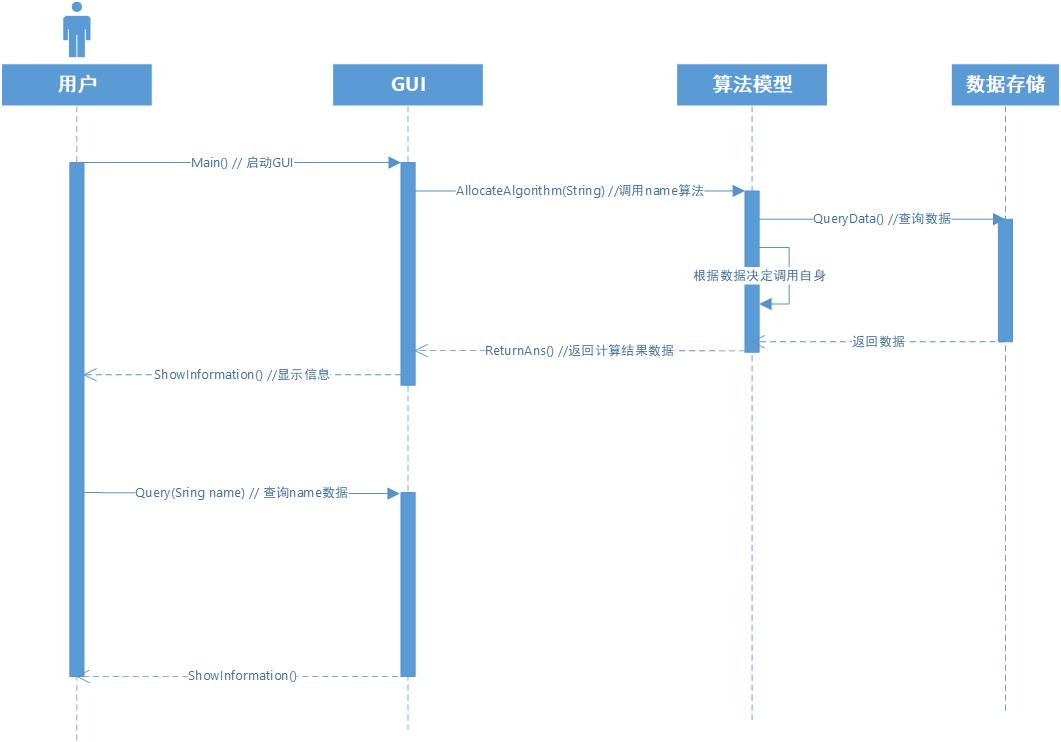 用户
GUI
算法模型
数据存储
Main() // 启动GUI
AllocateAlgorithm(String) //调用name算法
QueryData() //查询数据
根据数据决定调用自身
返回数据
ReturnAns() //返回计算结果数据
ShowInformation() //显示信息
Query(Sring name) // 查询name数据
ShowInformation()